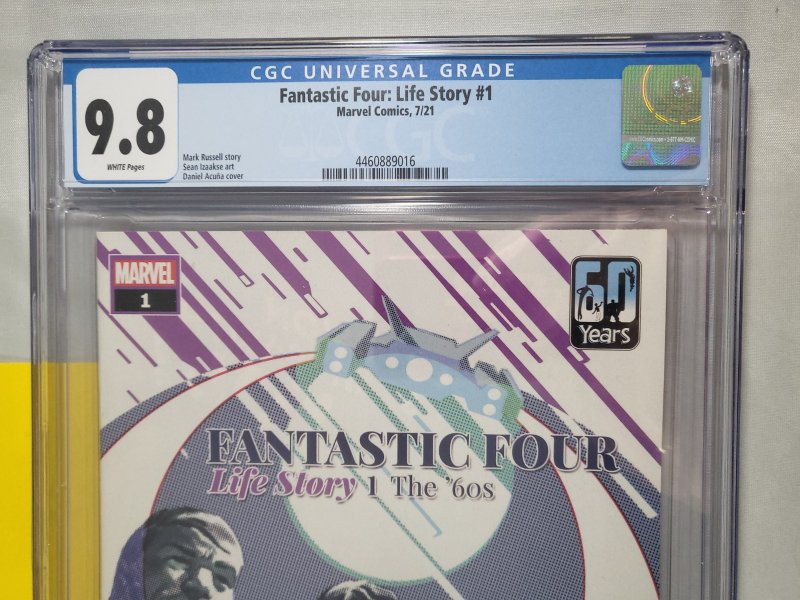 CGC UNIVERSAL GRADE
Fantastic Four: Life Story #1
Marvel Comics, 7/21
9.8
WHITE Pages
Mark Russell story
Sean Izaakse art
Daniel Acuña cover
4460889016
MARVEL
1
60
Years
FANTASTIC FOUR
Life Story 1 The '60s